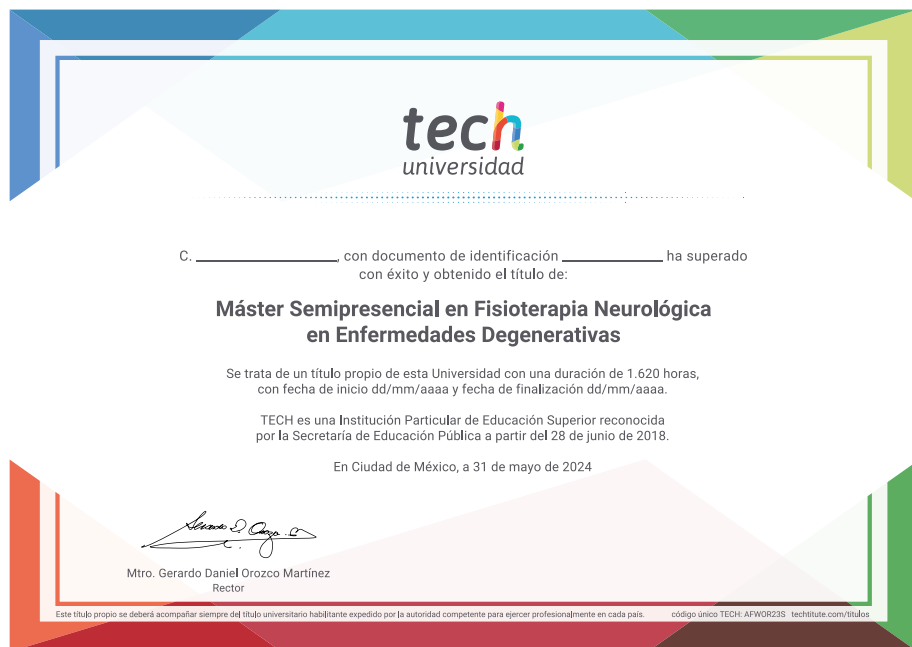 tech
universidad
C. ____________________, con documento de identificación ______________ ha superado
con éxito y obtenido el título de:
Máster Semipresencial en Fisioterapia Neurológica
en Enfermedades Degenerativas
Se trata de un título propio de esta Universidad con una duración de 1.620 horas,
con fecha de inicio dd/mm/aaaa y fecha de finalización dd/mm/aaaa.
TECH es una Institución Particular de Educación Superior reconocida
por la Secretaría de Educación Pública a partir del 28 de junio de 2018.
En Ciudad de México, a 31 de mayo de 2024
Mtro. Gerardo Daniel Orozco Martínez
Rector
Este título propio se deberá acompañar siempre del título universitario habilitante expedido por la autoridad competente para ejercer profesionalmente en cada país. código único TECH: AFWOR23S techtitute.com/titulos